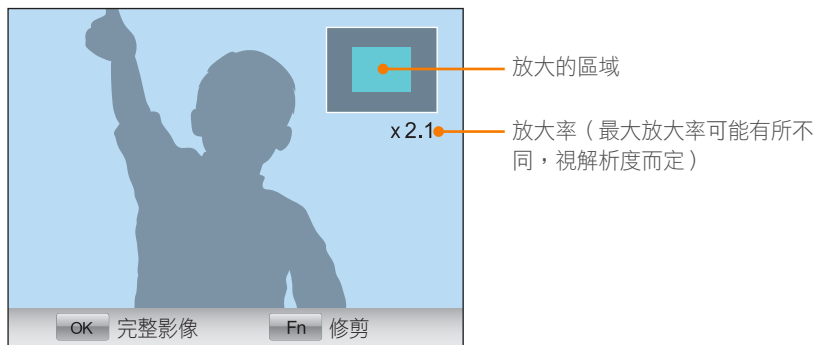 放大的區域
x 2.1
放大率（最大放大率可能有所不
同，視解析度而定）
OK 完整影像 Fn 修剪